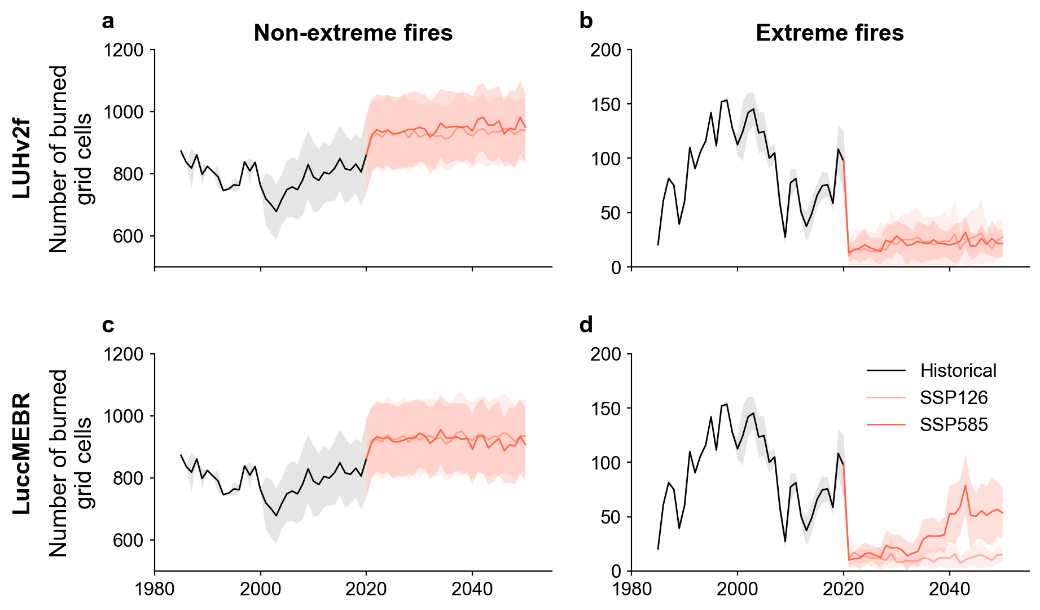 a
Non-extreme fires
b
Extreme fires
LUHv2f
Number of burned
grid cells
1200
1000
800
600
200
150
100
50
0
c
d
LuccMEBR
Number of burned
grid cells
1200
1000
800
600
1980
2000
2020
2040
200
150
100
50
0
1980
2000
2020
2040
Historical
SSP126
SSP585